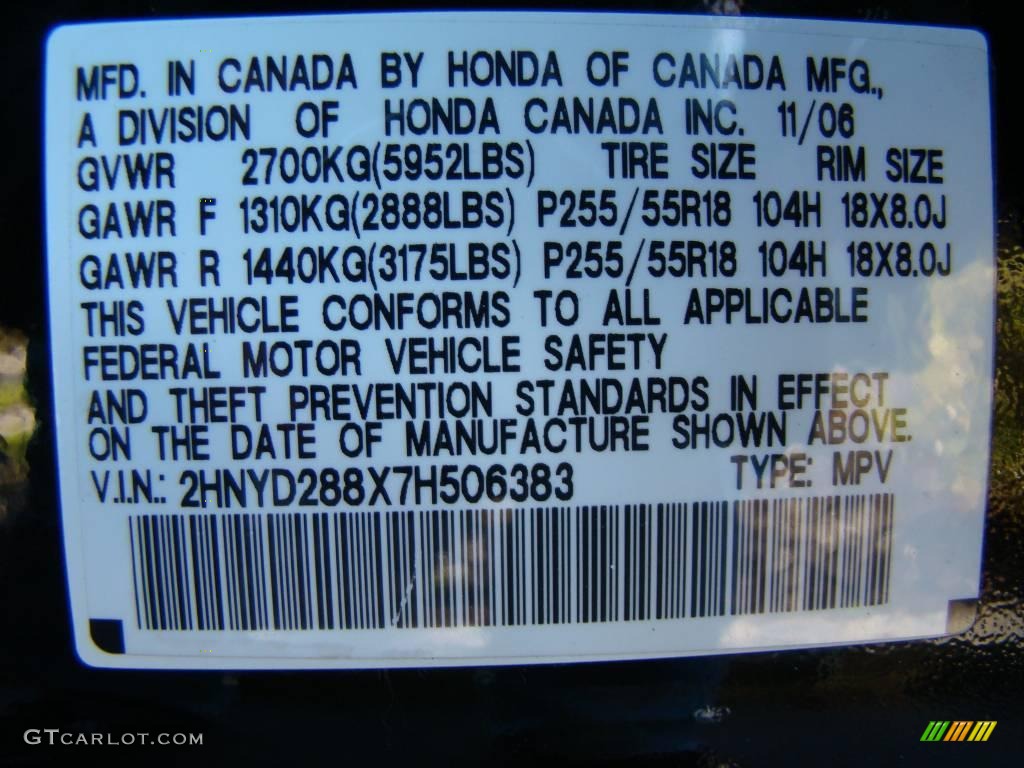 MFD. IN CANADA BY HONDA OF CANADA MFG.,
A DIVISION OF HONDA CANADA INC. 11/06
GVWR 2700KG(5952LBS) TIRE SIZE RIM SIZE
GAWR F 1310KG(2888LBS) P255/55R18 104H 18X8.0J
GAWR R 1440KG(3175LBS) P255/55R18 104H 18X8.0J
THIS VEHICLE CONFORMS TO ALL APPLICABLE
FEDERAL MOTOR VEHICLE SAFETY
AND THEFT PREVENTION STANDARDS IN EFFECT
ON THE DATE OF MANUFACTURE SHOWN ABOVE.
V.I.N.: 2HNYD288X7H506383 TYPE: MPV
GTCARLOT.COM